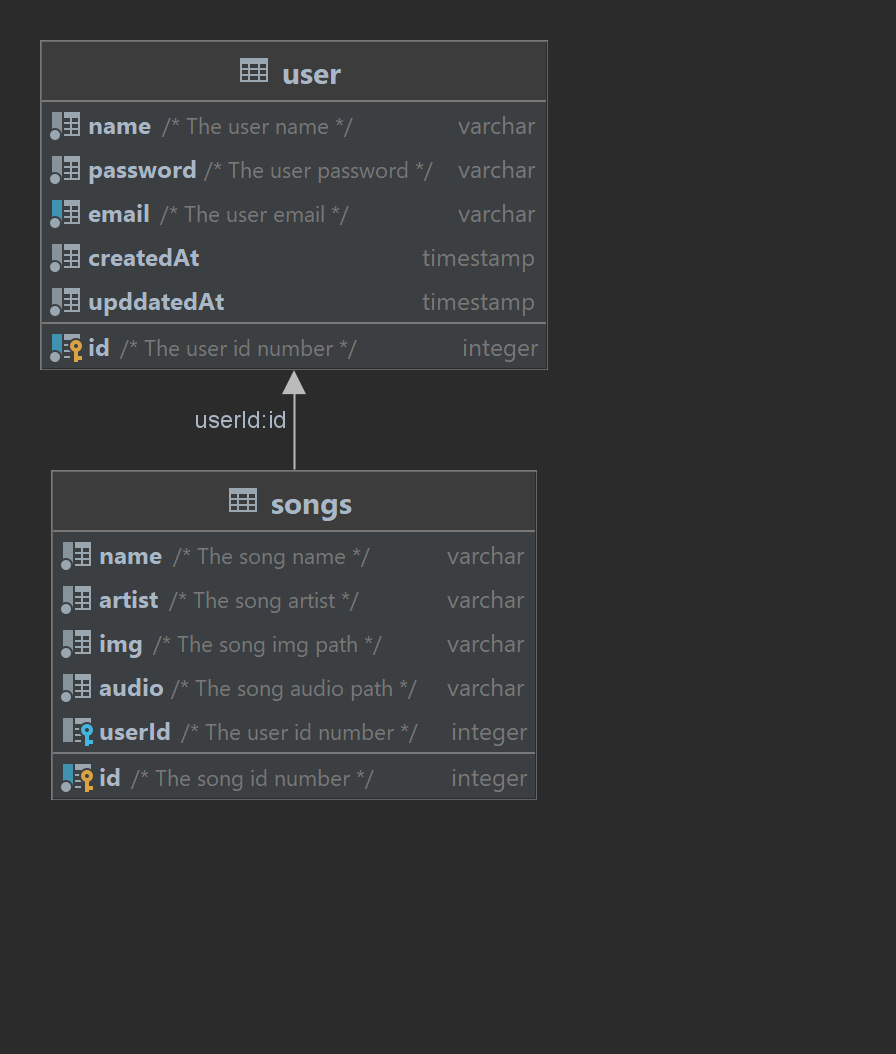 user
name /* The user name */ varchar
password /* The user password */ varchar
email /* The user email */ varchar
createdAt timestamp
upddatedAt timestamp
id /* The user id number */ integer
userId:id
songs
name /* The song name */ varchar
artist /* The song artist */ varchar
img /* The song img path */ varchar
audio /* The song audio path */ varchar
userId /* The user id number */ integer
id /* The song id number */ integer